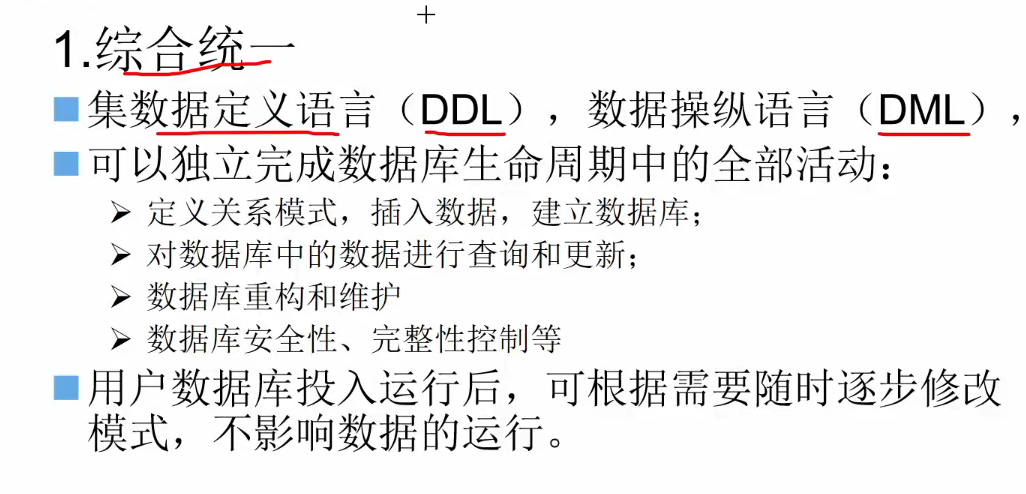 1.综合统一
集数据定义语言（DDL），数据操纵语言（DML），
可以独立完成数据库生命周期中的全部活动：
定义关系模式，插入数据，建立数据库；
对数据库中的数据进行查询和更新；
数据库重构和维护
数据库安全性、完整性控制等
用户数据库投入运行后，可根据需要随时逐步修改
模式，不影响数据的运行。